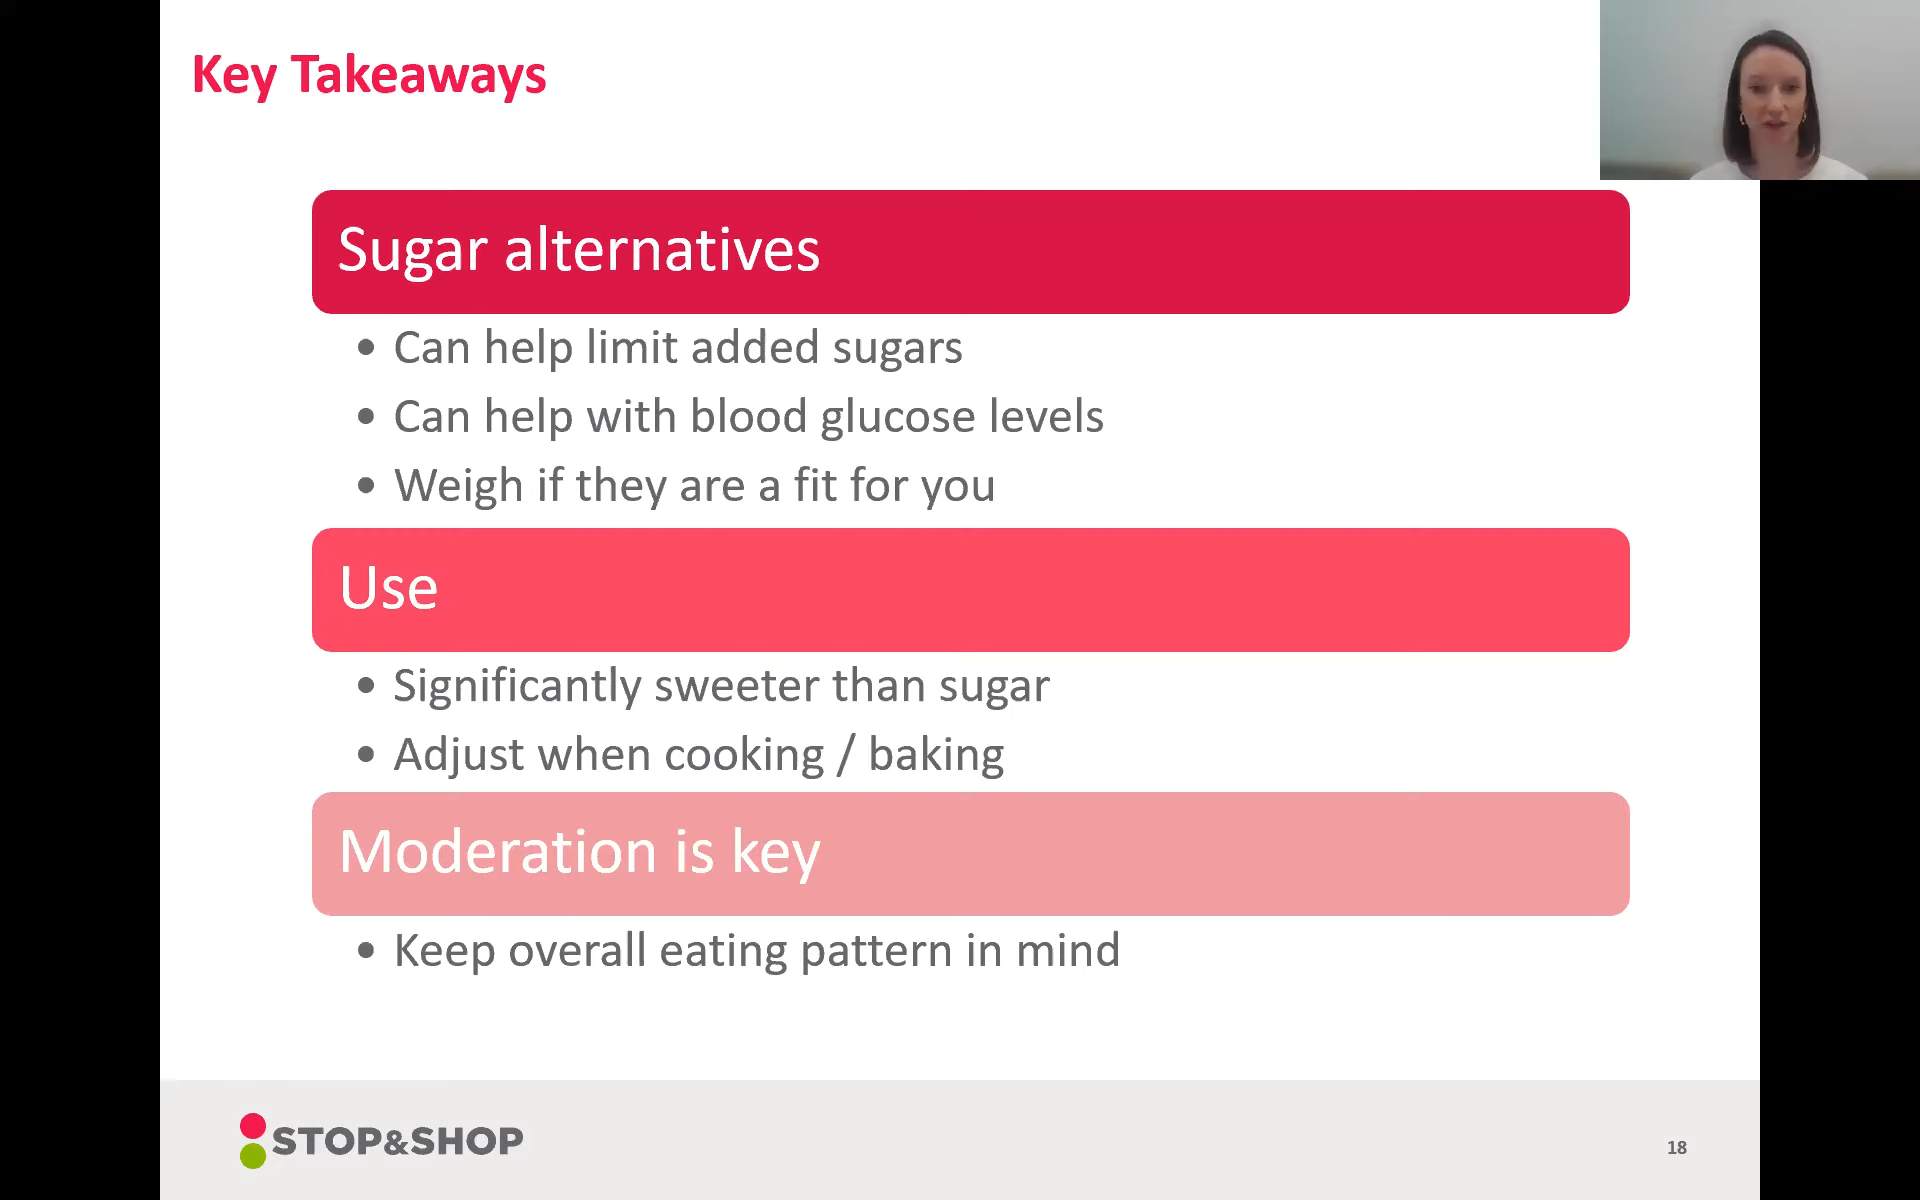 Key Takeaways
Sugar alternatives
• Can help limit added sugars
• Can help with blood glucose levels
• Weigh if they are a fit for you
Use
• Significantly sweeter than sugar
• Adjust when cooking / baking
Moderation is key
• Keep overall eating pattern in mind
STOP&SHOP
18